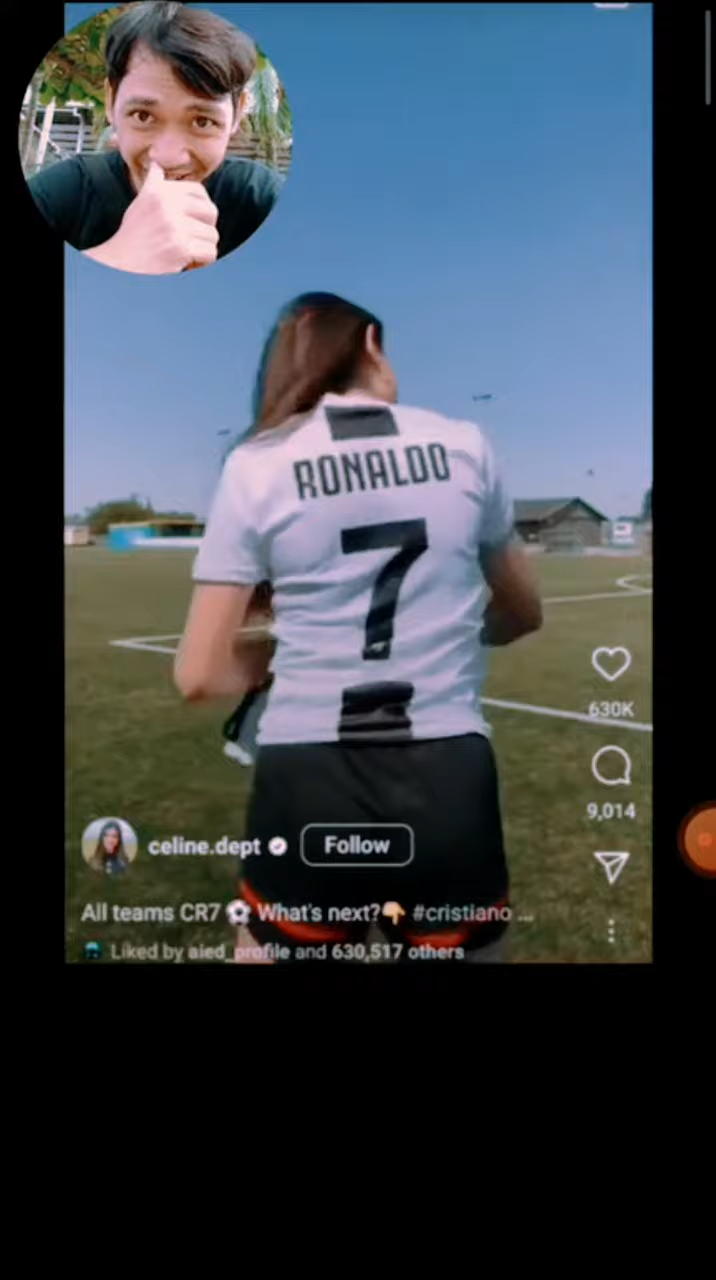 RONALDO
7
630K
9,014
celine.dept Follow
All teams CR7 ⚽ What's next?👇 #cristiano ...
Liked by aied_profile and 630,517 others